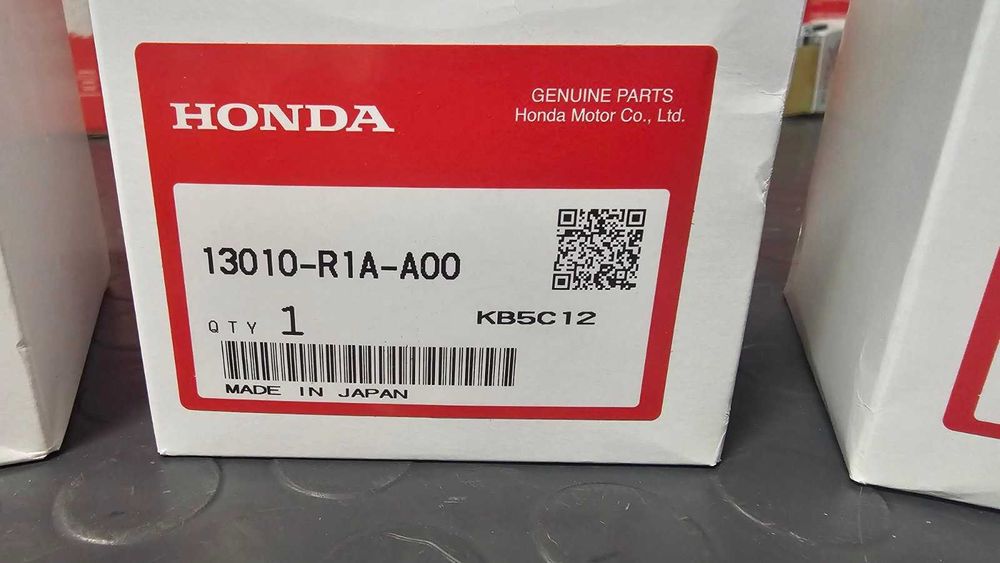 HONDA
GENUINE PARTS
Honda Motor Co., Ltd.
13010-R1A-A00
QTY 1
KB5C12
MADE IN JAPAN